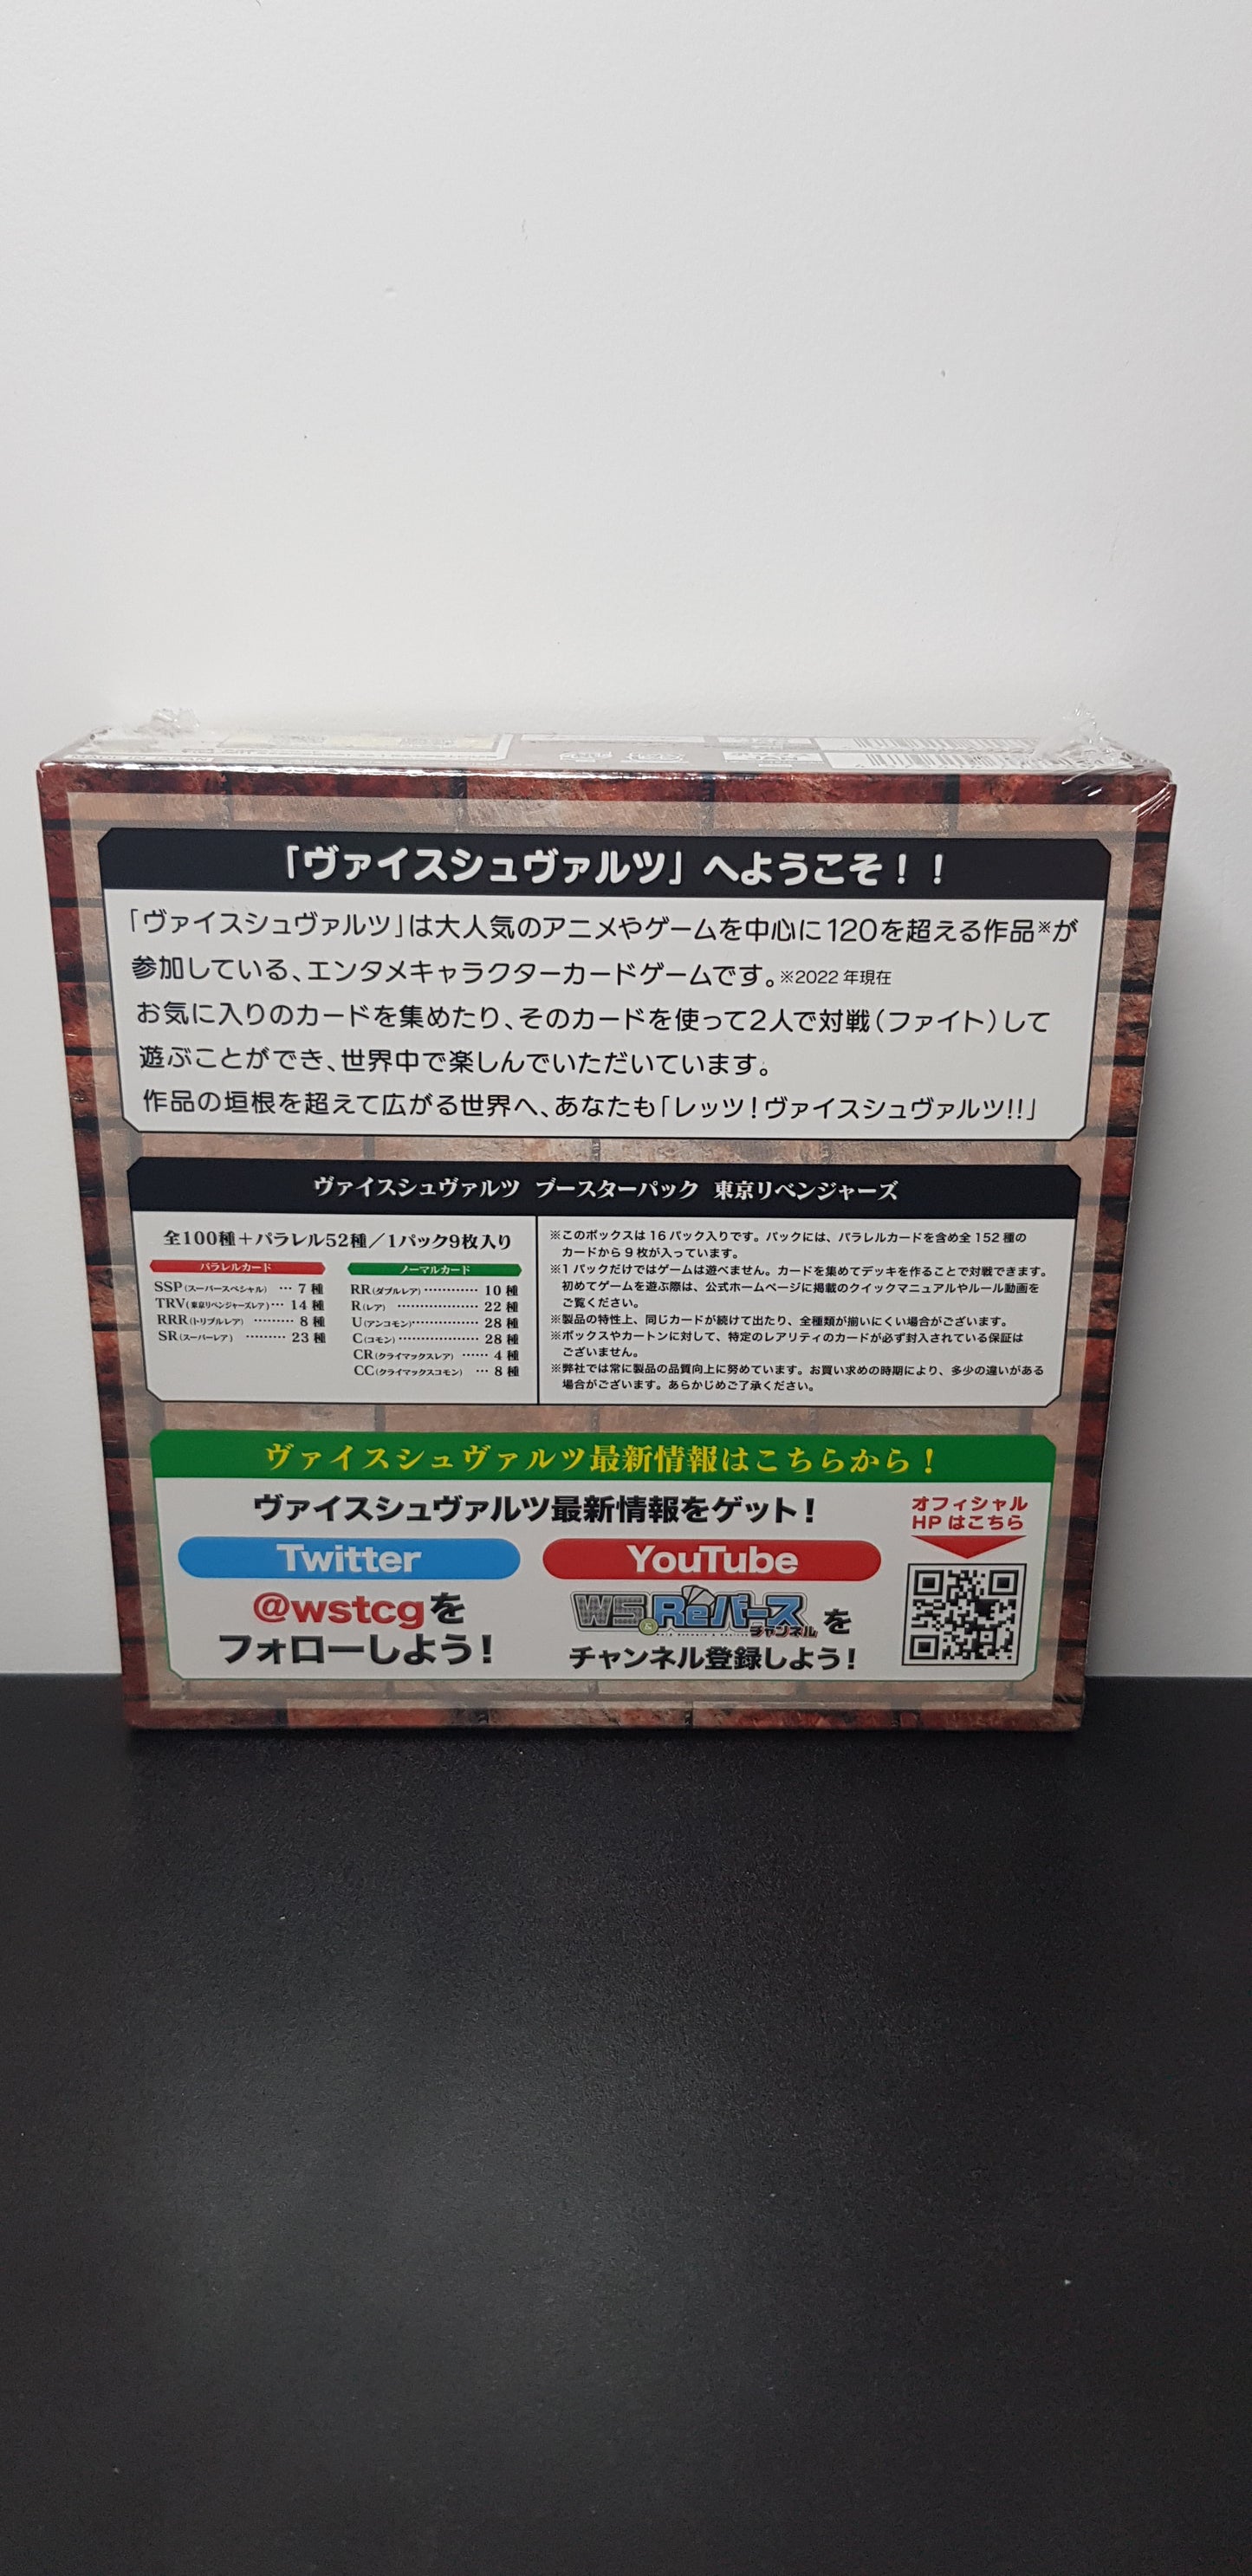 「ヴァイスシュヴァルツ」へようこそ！！
「ヴァイスシュヴァルツ」は大人気のアニメやゲームを中心に120を超える作品※が
参加している、エンタメキャラクターカードゲームです。※2022年現在
お気に入りのカードを集めたり、そのカードを使って2人で対戦（ファイト）して
遊ぶことができ、世界中で楽しんでいただいています。
作品の垣根を超えて広がる世界へ、あなたも「レッツ！ヴァイスシュヴァルツ!!」
ヴァイスシュヴァルツ ブースターパック 東京リベンジャーズ
全100種＋パラレル52種／1パック9枚入り
パラレルカード
SSP(スーパースペシャル) … 7種
TRV(東京リベンジャーズレア) … 14種
RRR(トリプルレア) ……… 8種
SR(スーパーレア) ……… 23種
ノーマルカード
RR(ダブルレア) ………… 10種
R(レア) ………………… 22種
U(アンコモン) ………… 28種
C(コモン) ……………… 28種
CR(クライマックスレア) …… 4種
CC(クライマックスコモン) … 8種
※このボックスは16パック入りです。パックには、パラレルカードを含め全152種の
カードから9枚が入っています。
※1パックだけではゲームは遊べません。カードを集めてデッキを作ることで対戦できます。
初めてゲームを遊ぶ際は、公式ホームページに掲載のクイックマニュアルやルール動画を
ご覧ください。
※製品の特性上、同じカードが続けて出たり、全種類が揃いにくい場合がございます。
※ボックスやカートンに対して、特定のレアリティのカードが必ず封入されている保証は
ございません。
※弊社では常に製品の品質向上に努めています。お買い求めの時期により、多少の違いがある
場合がございます。あらかじめご了承ください。
ヴァイスシュヴァルツ最新情報はこちらから！
ヴァイスシュヴァルツ最新情報をゲット！
Twitter
@wstcgを
フォローしよう！
YouTube
WS&Reバースチャンネルを
チャンネル登録しよう！
オフィシャル
HPはこちら